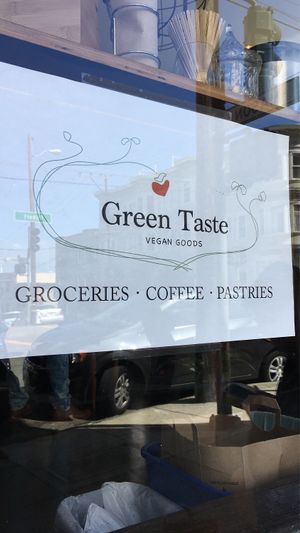 Green Taste
VEGAN GOODS
GROCERIES · COFFEE · PASTRIES